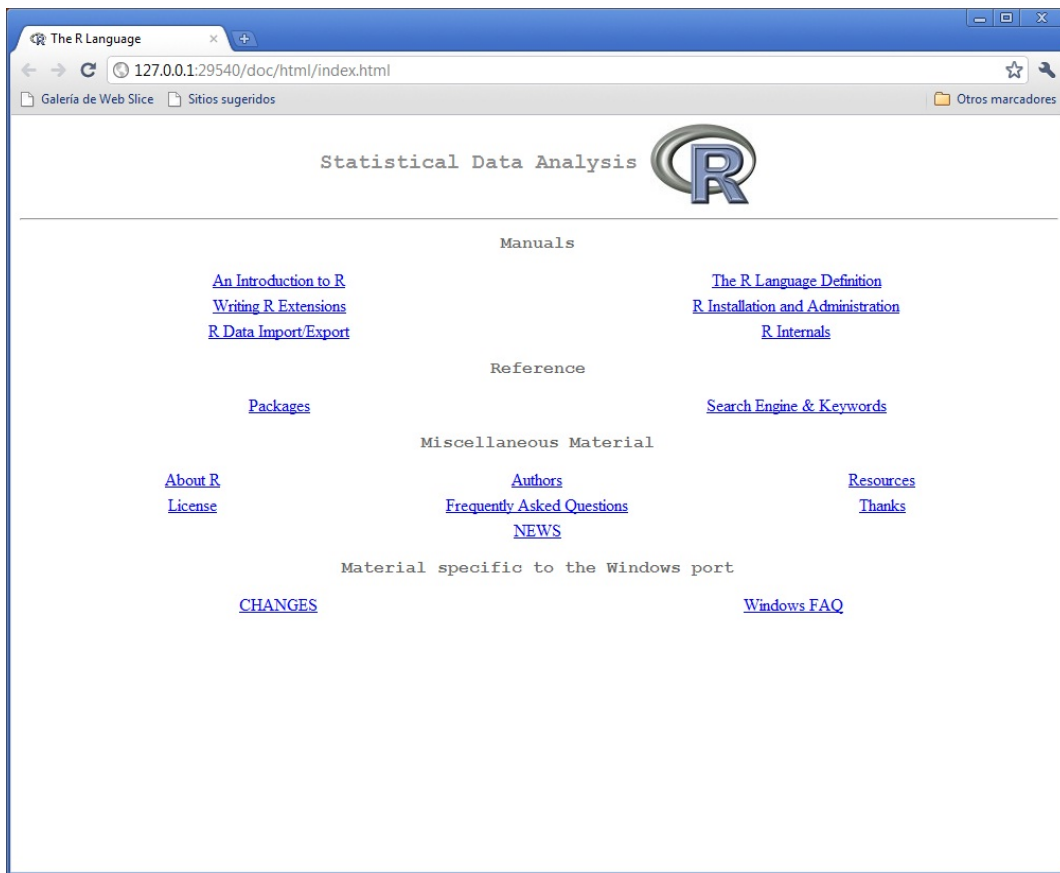 The R Language
127.0.0.1:29540/doc/html/index.html
Galería de Web Slice Sitios sugeridos Otros marcadores
Statistical Data Analysis R
Manuals
An Introduction to R The R Language Definition
Writing R Extensions R Installation and Administration
R Data Import/Export R Internals
Reference
Packages Search Engine & Keywords
Miscellaneous Material
About R Authors Resources
License Frequently Asked Questions Thanks
NEWS
Material specific to the Windows port
CHANGES Windows FAQ